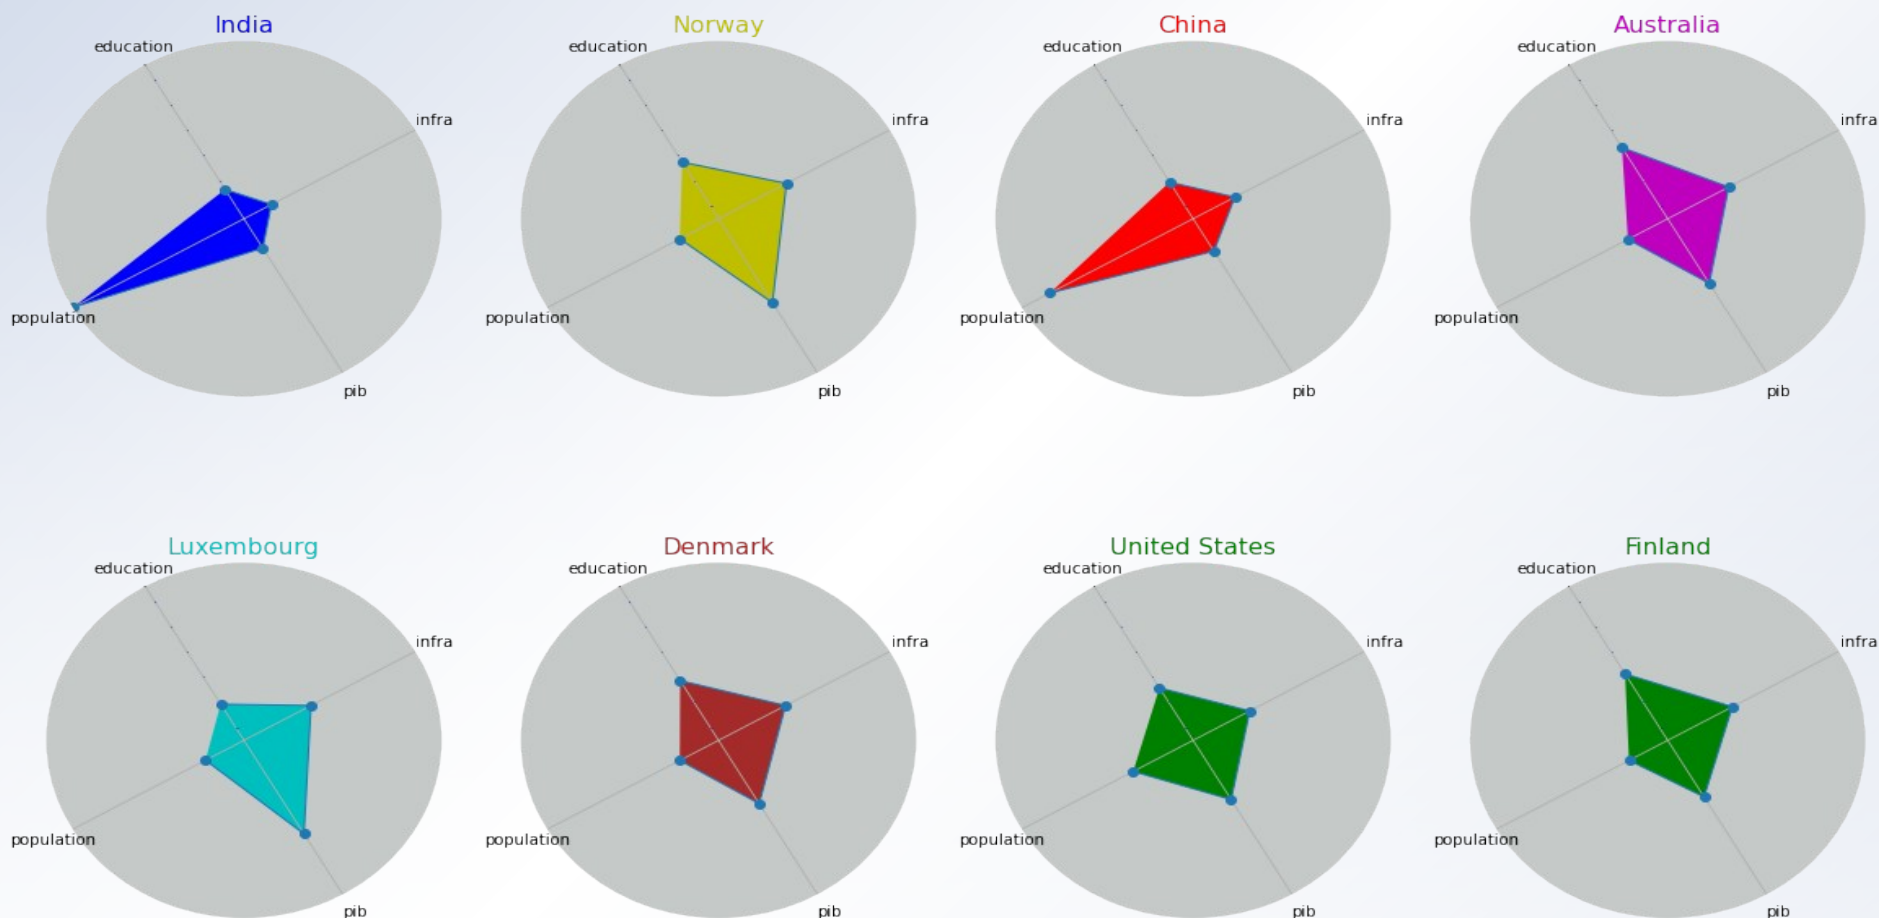 India
education
infra
population
pib
Norway
education
infra
population
pib
China
education
infra
population
pib
Australia
education
infra
population
pib
Luxembourg
education
infra
population
pib
Denmark
education
infra
population
pib
United States
education
infra
population
pib
Finland
education
infra
population
pib